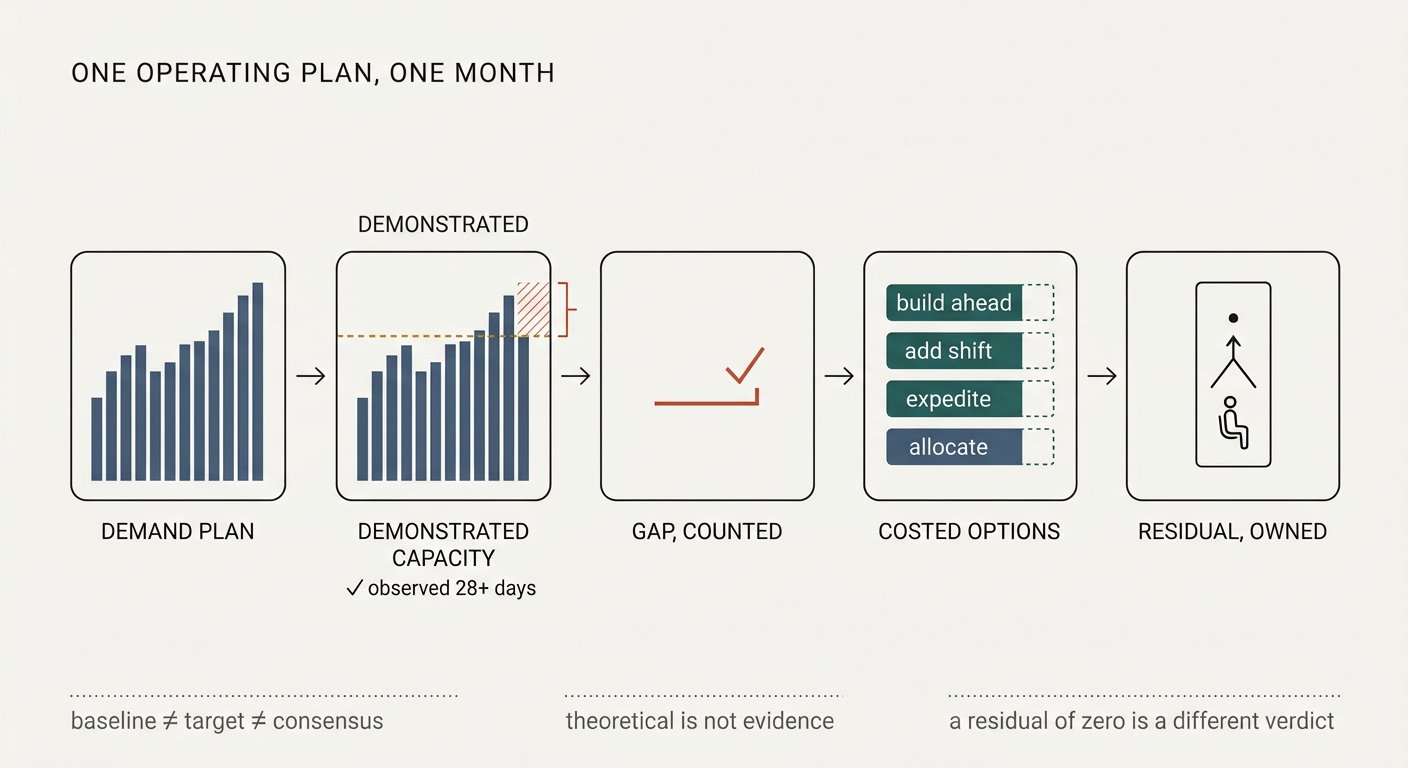 ONE OPERATING PLAN, ONE MONTH
DEMONSTRATED
build ahead
add shift
expedite
allocate
DEMAND PLAN
DEMONSTRATED
CAPACITY
✓ observed 28+ days
GAP, COUNTED
COSTED OPTIONS
RESIDUAL, OWNED
baseline ≠ target ≠ consensus
theoretical is not evidence
a residual of zero is a different verdict